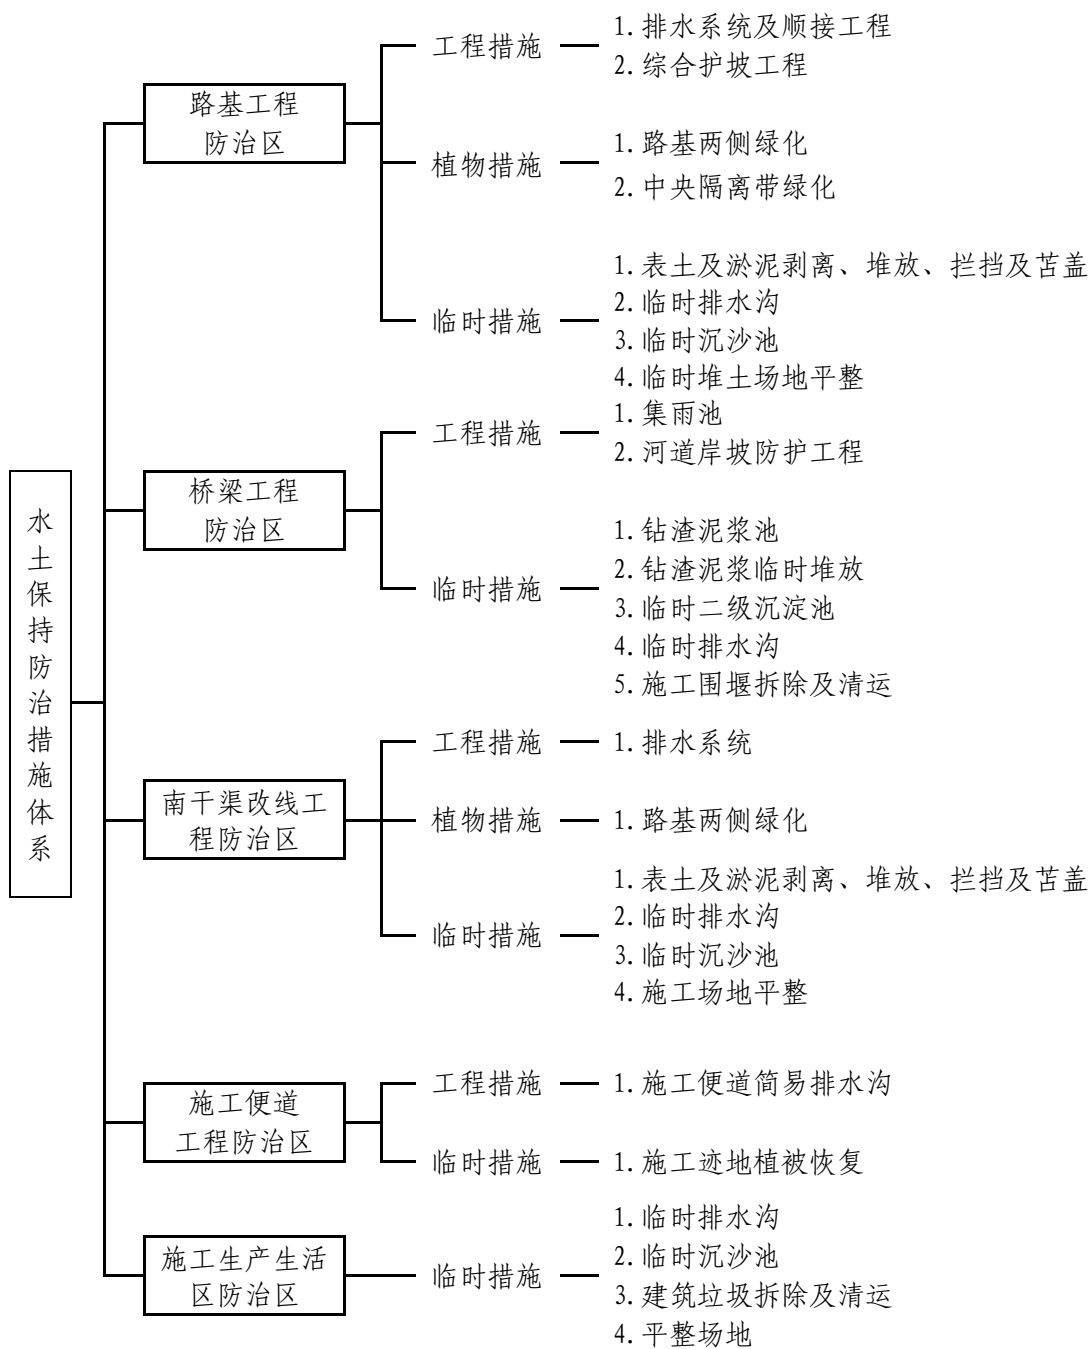 水土保持防治措施体系
路基工程
防治区
工程措施
1.排水系统及顺接工程
2.综合护坡工程
植物措施
1.路基两侧绿化
2.中央隔离带绿化
临时措施
1.表土及淤泥剥离、堆放、拦挡及苫盖
2.临时排水沟
3.临时沉沙池
4.临时堆土场地平整
桥梁工程
防治区
工程措施
1.集雨池
2.河道岸坡防护工程
临时措施
1.钻渣泥浆池
2.钻渣泥浆临时堆放
3.临时二级沉淀池
4.临时排水沟
5.施工围堰拆除及清运
南干渠改线工
程防治区
工程措施
1.排水系统
植物措施
1.路基两侧绿化
临时措施
1.表土及淤泥剥离、堆放、拦挡及苫盖
2.临时排水沟
3.临时沉沙池
4.施工场地平整
施工便道
工程防治区
工程措施
1.施工便道简易排水沟
临时措施
1.施工迹地植被恢复
施工生产生活
区防治区
临时措施
1.临时排水沟
2.临时沉沙池
3.建筑垃圾拆除及清运
4.平整场地